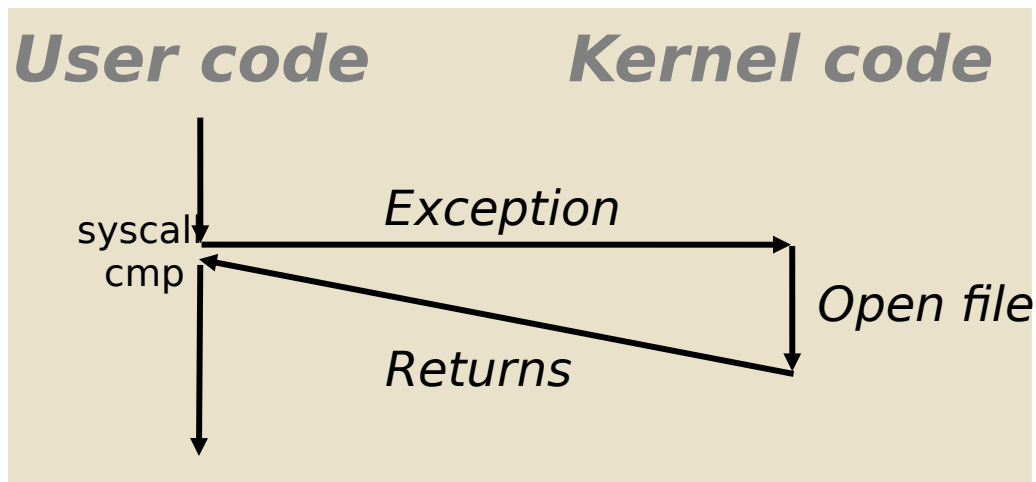 User code
Kernel code
Exception
syscall
cmp
Open file
Returns